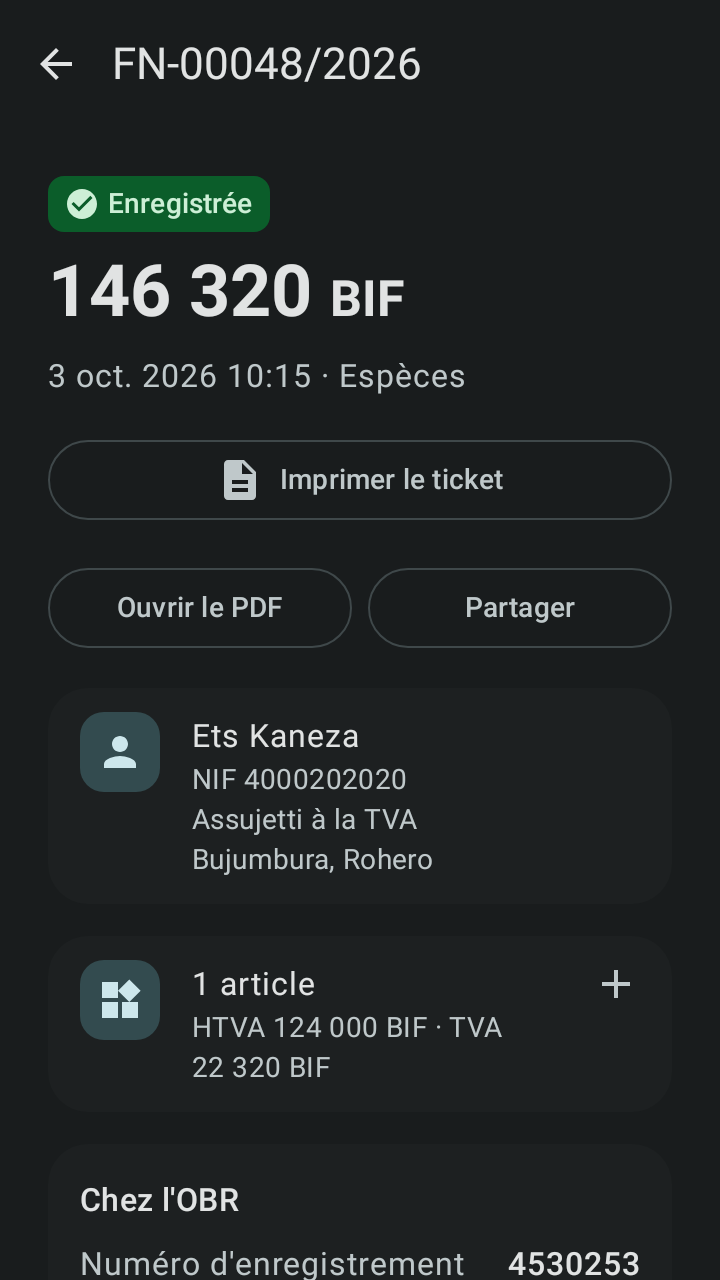 FN-00048/2026
Enregistrée
146 320 BIF
3 oct. 2026 10:15 · Espèces
Imprimer le ticket
Ouvrir le PDF
Partager
Ets Kaneza
NIF 4000202020
Assujetti à la TVA
Bujumbura, Rohero
1 article
HTVA 124 000 BIF · TVA
22 320 BIF
Chez l'OBR
Numéro d'enregistrement 4530253